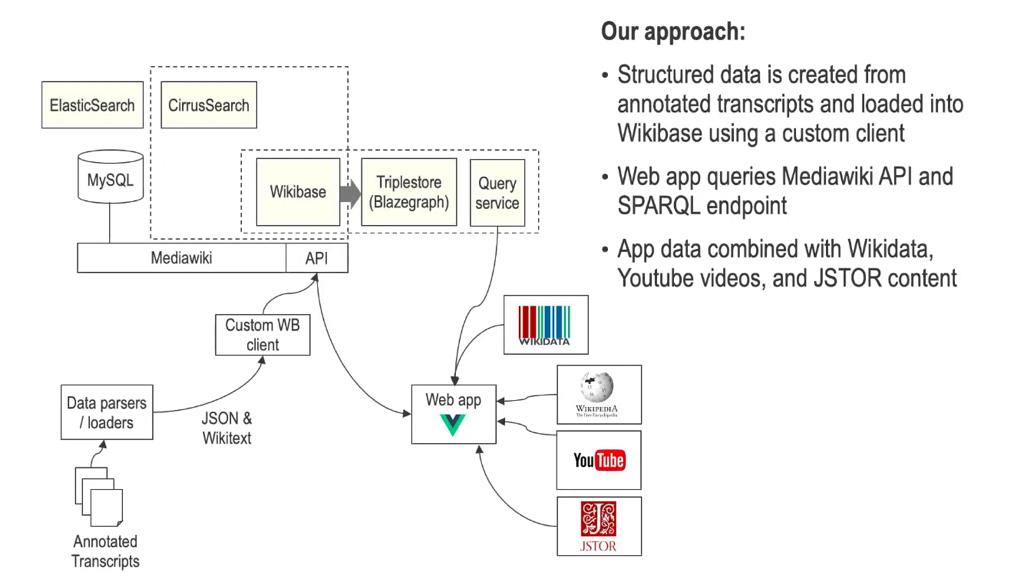 Our approach:
• Structured data is created from
annotated transcripts and loaded into
Wikibase using a custom client
• Web app queries Mediawiki API and
SPARQL endpoint
• App data combined with Wikidata,
Youtube videos, and JSTOR content
ElasticSearch
CirrusSearch
MySQL
Wikibase
Triplestore
(Blazegraph)
Query
service
Mediawiki
API
Custom WB
client
WIKIDATA
Data parsers
/ loaders
JSON &
Wikitext
Web app
WIKIPEDIA
The Free Encyclopedia
YouTube
J
JSTOR
Annotated
Transcripts